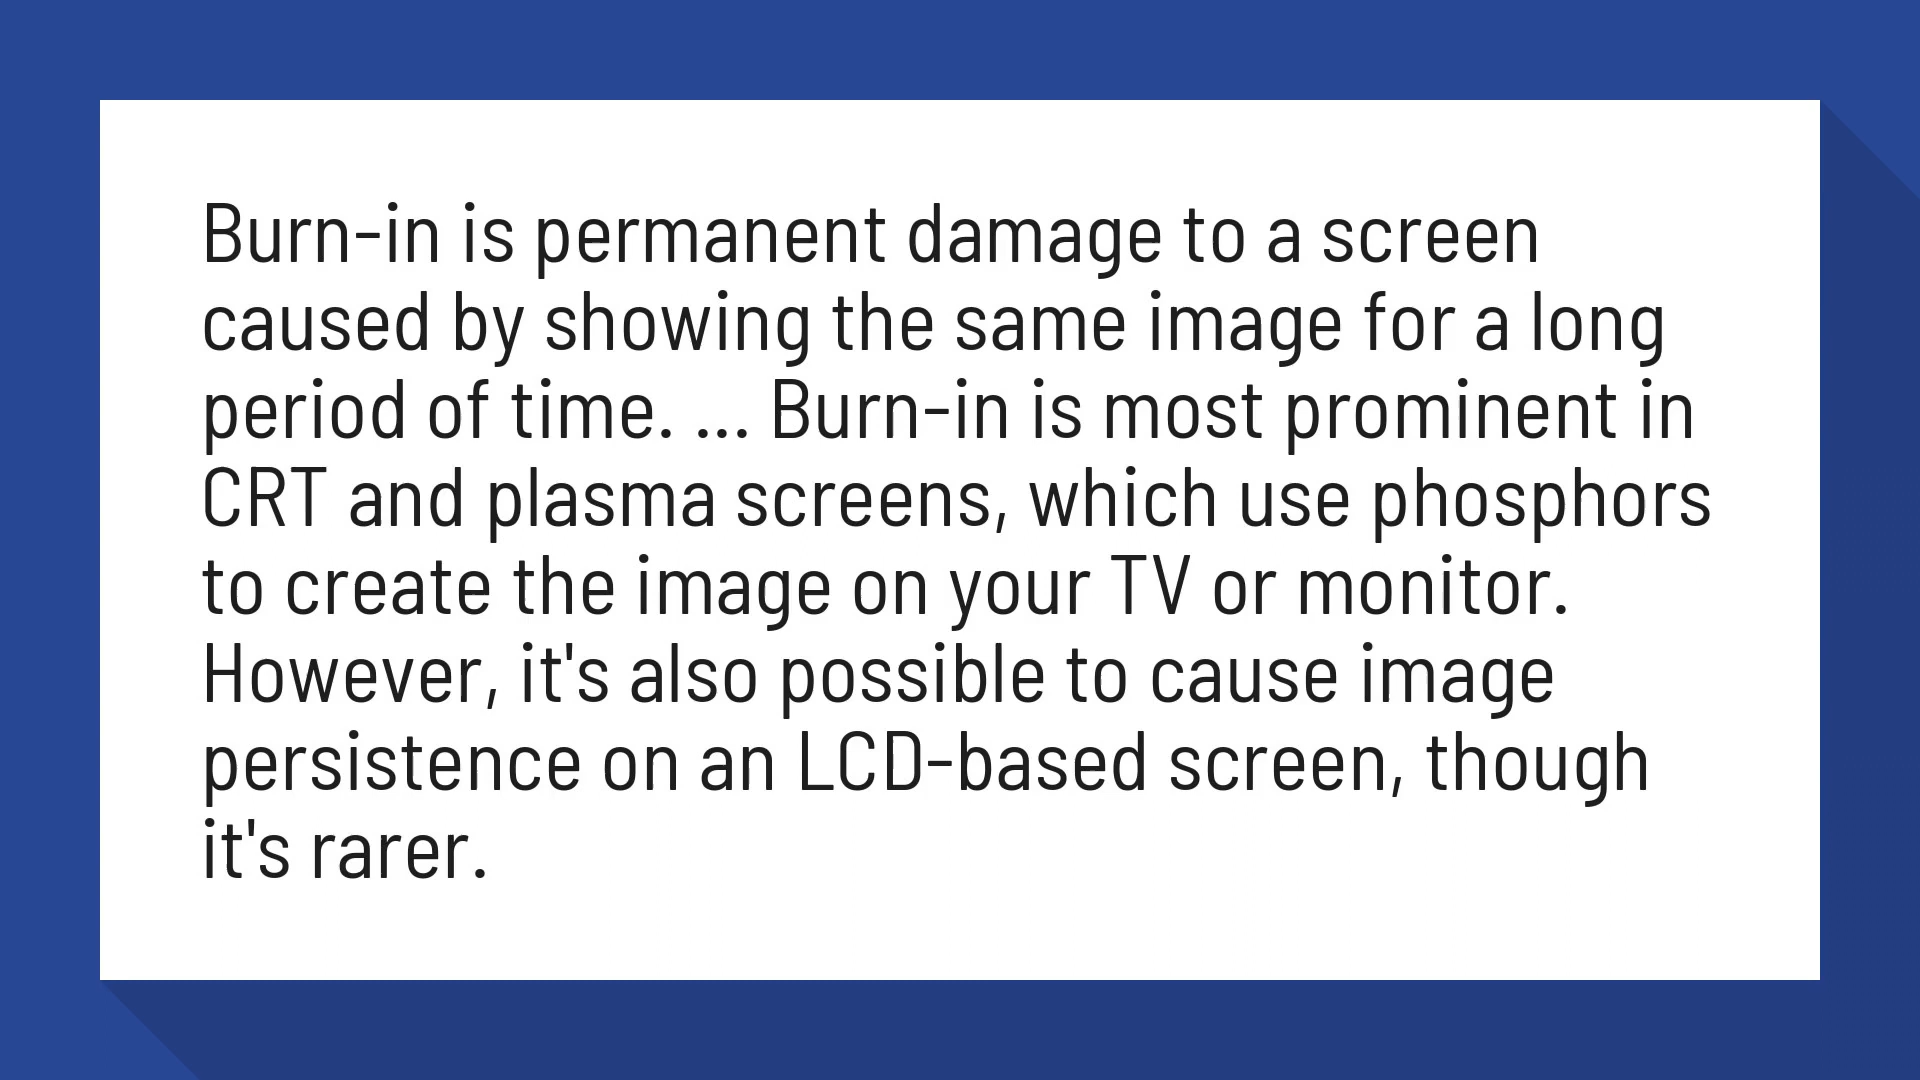 Burn-in is permanent damage to a screen
caused by showing the same image for a long
period of time. ... Burn-in is most prominent in
CRT and plasma screens, which use phosphors
to create the image on your TV or monitor.
However, it's also possible to cause image
persistence on an LCD-based screen, though
it's rarer.